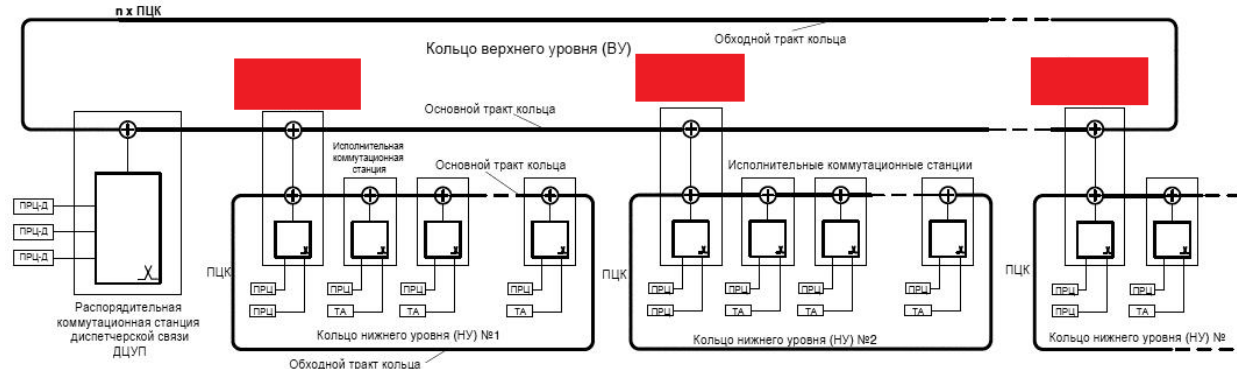 n x ПЦК
Обходной тракт кольца
Кольцо верхнего уровня (ВУ)
Основной тракт кольца
Исполнительная
коммутационная
станция
Основной тракт кольца
Исполнительные коммутационные станции
ПРЦ-Д
ПРЦ-Д
ПРЦ-Д
ПЦК
ПЦК
ПЦК
ПРЦ
ПРЦ
ПРЦ
ПРЦ
ПРЦ
ПРЦ
ПРЦ
ПРЦ
ПРЦ
ПРЦ
ПРЦ
ТА
ТА
ТА
ПРЦ
ТА
ТА
ТА
ПРЦ
ТА
Распорядительная
коммутационная станция
диспетчерской связи
ДЦУП
Кольцо нижнего уровня (НУ) №1
Кольцо нижнего уровня (НУ) №2
Кольцо нижнего уровня (НУ) №
Обходной тракт кольца